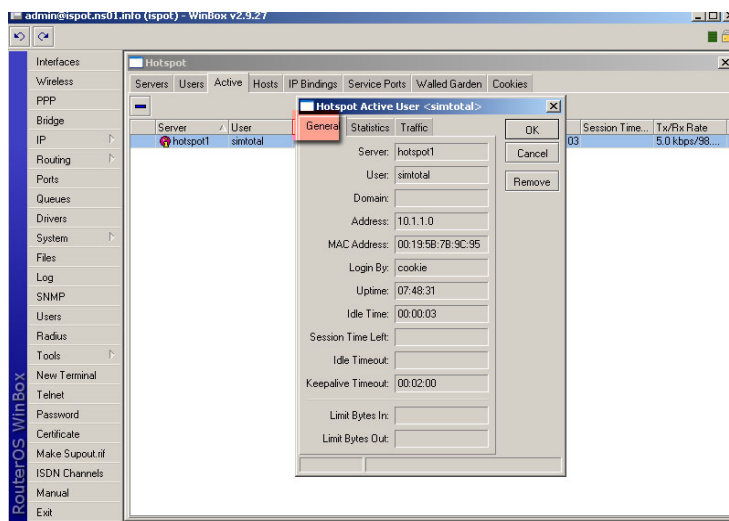 admin@ispot.ns01.info (ispot) - WinBox v2.9.27
Interfaces
Wireless
PPP
Bridge
IP
Routing
Ports
Queues
Drivers
System
Files
Log
SNMP
Users
Radius
Tools
New Terminal
Telnet
Password
Certificate
Make Supout.rif
ISDN Channels
Manual
Exit
RouterOS WinBox
Hotspot
Servers Users Active Hosts IP Bindings Service Ports Walled Garden Cookies
Server User Session Time... Tx/Rx Rate
hotspot1 simtotal 03 5.0 kbps/98....
Hotspot Active User <simtotal>
General Statistics Traffic
OK
Cancel
Remove
Server: hotspot1
User: simtotal
Domain:
Address: 10.1.1.0
MAC Address: 00:19:5B:7B:9C:95
Login By: cookie
Uptime: 07:48:31
Idle Time: 00:00:03
Session Time Left:
Idle Timeout:
Keepalive Timeout: 00:02:00
Limit Bytes In:
Limit Bytes Out: